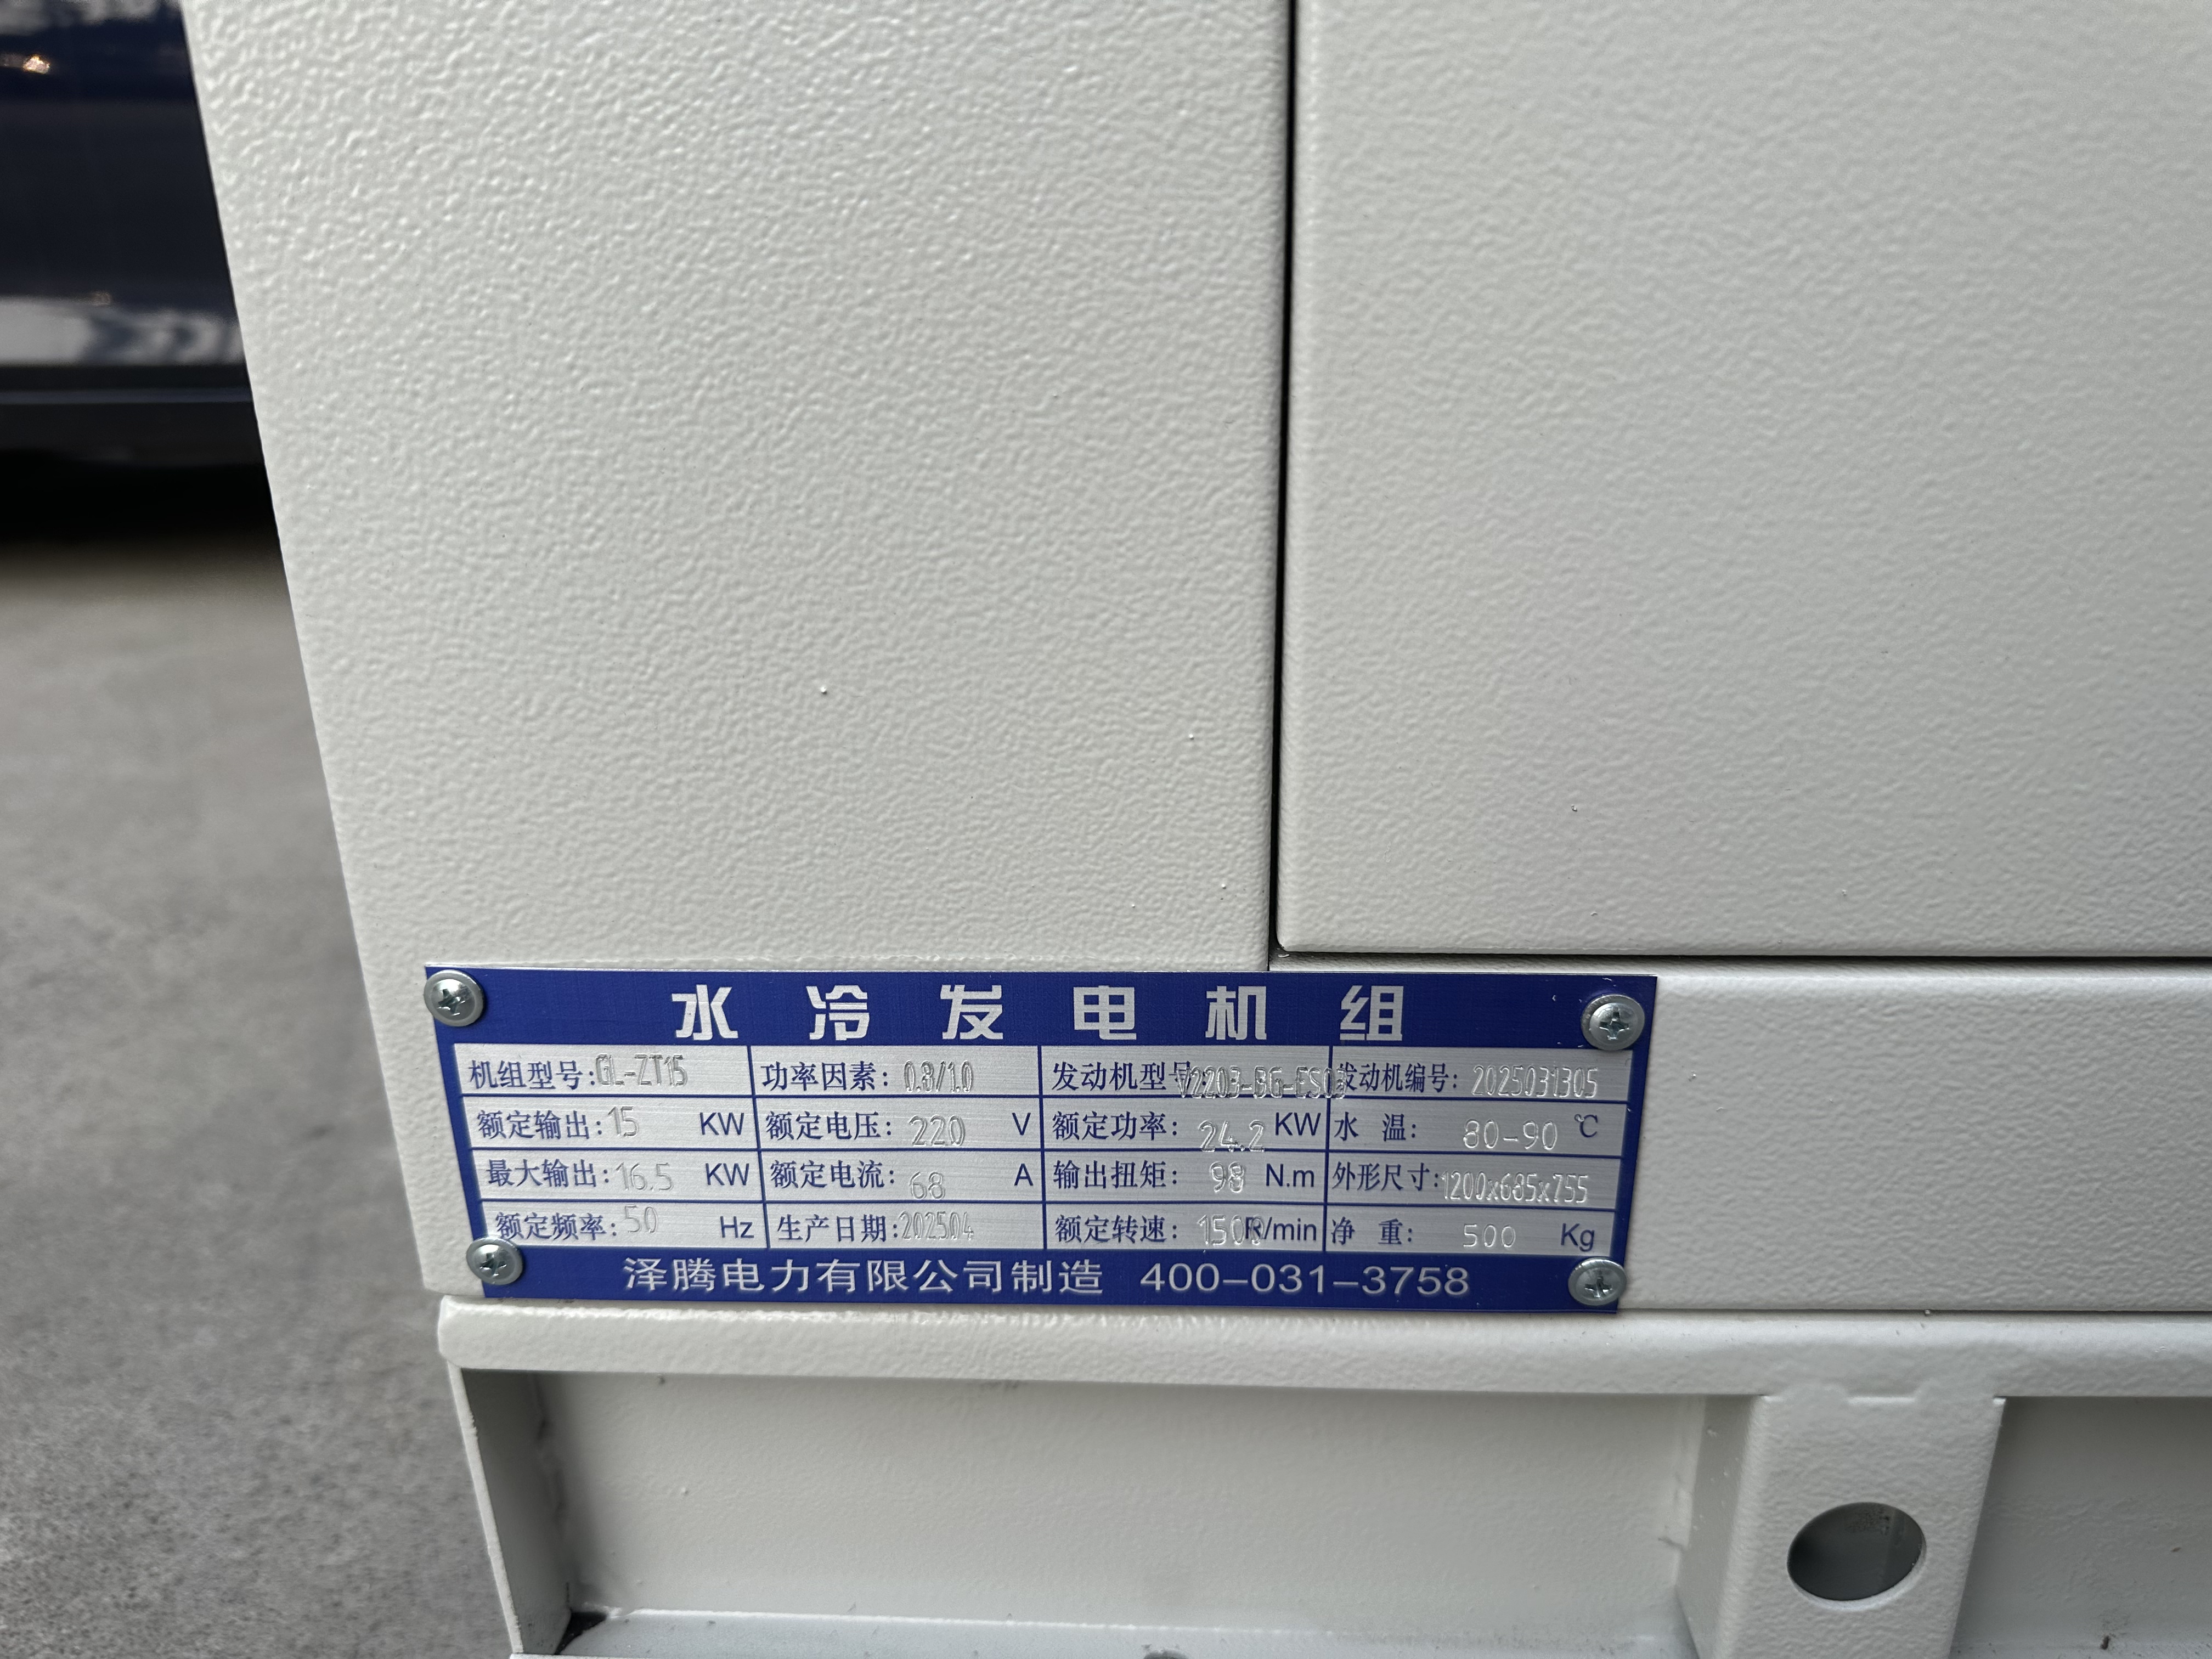 水冷发电机组
机组型号:GL-ZT15 功率因素:0.8/1.0 发动机型号:V2203-BG-ES03 发动机编号:2025031305
额定输出:15 KW 额定电压:220 V 额定功率:24.2 KW 水 温:80-90 ℃
最大输出:16.5 KW 额定电流:68 A 输出扭矩:98 N.m 外形尺寸:1200x685x755
额定频率:50 Hz 生产日期:202504 额定转速:1500R/min 净 重:500 Kg
泽腾电力有限公司制造 400-031-3758